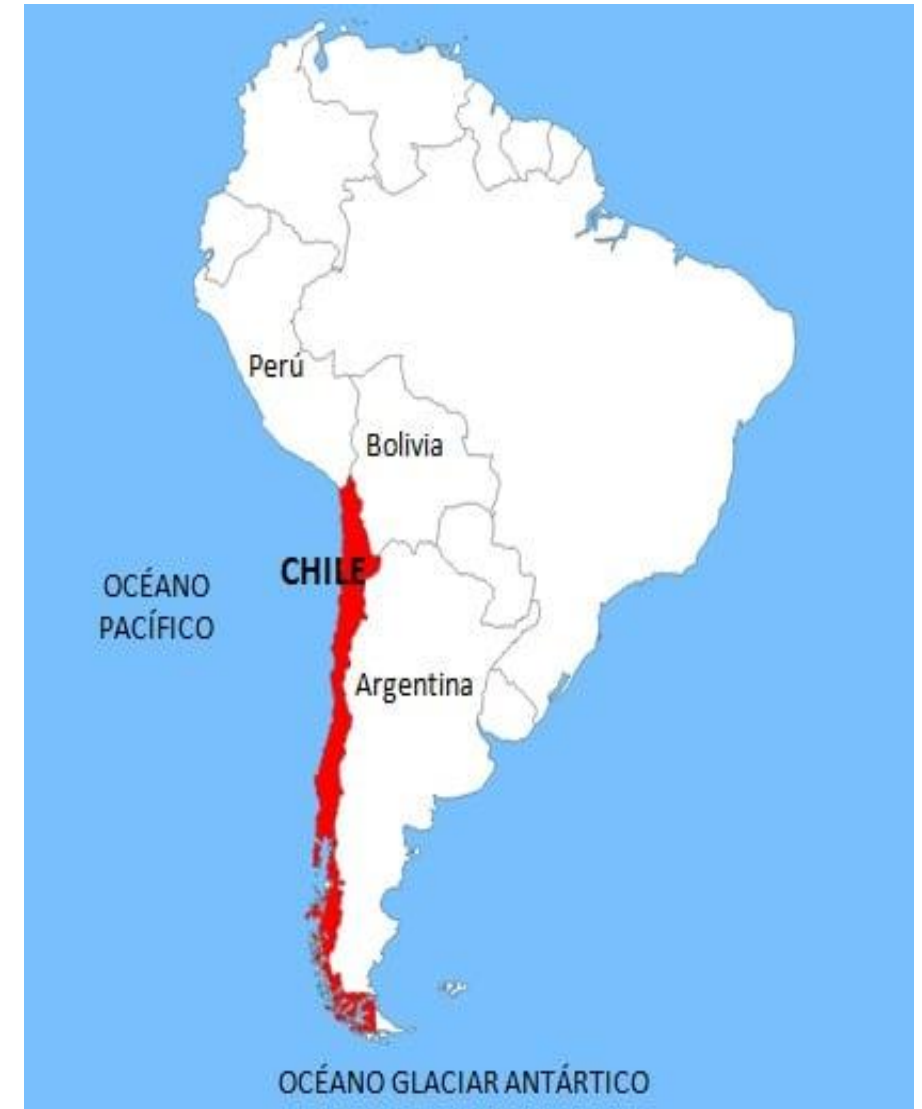 Perú
Bolivia
CHILE
OCÉANO
PACÍFICO
Argentina
OCÉANO GLACIAR ANTÁRTICO